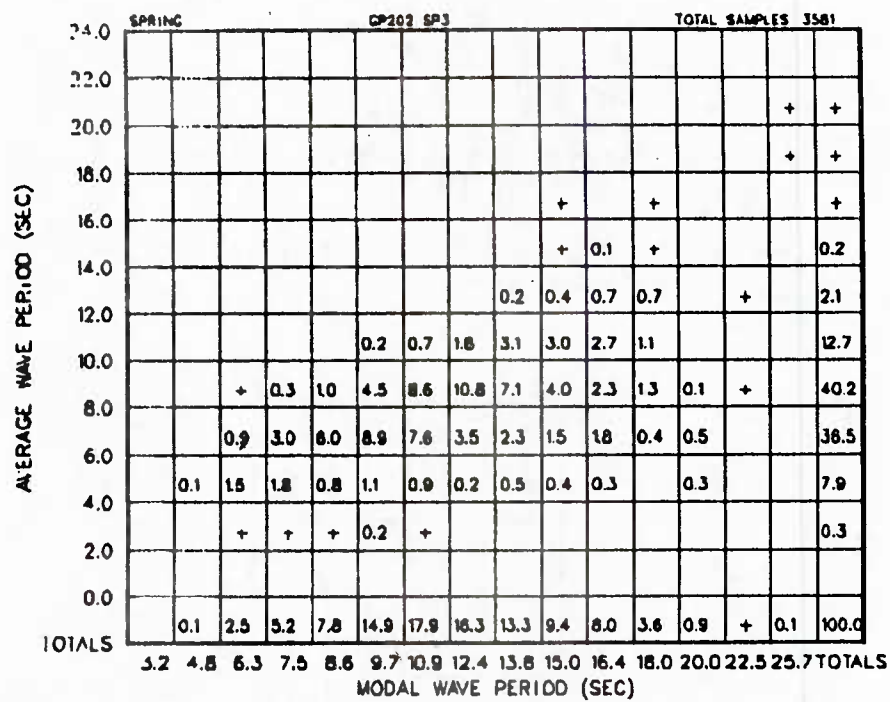 SPRING GP202 SP3 TOTAL SAMPLES 3581
24.0
22.0
+ +
20.0
+ +
18.0
+ + +
16.0
+ 0.1 + 0.2
14.0
0.2 0.4 0.7 0.7 + 2.1
12.0
0.2 0.7 1.8 3.1 3.0 2.7 1.1 12.7
10.0
+ 0.3 1.0 4.5 8.6 10.8 7.1 4.0 2.3 1.3 0.1 + 40.2
8.0
0.9 3.0 6.0 8.9 7.6 3.5 2.3 1.5 1.8 0.4 0.5 36.5
6.0
0.1 1.5 1.8 0.8 1.1 0.9 0.2 0.5 0.4 0.3 0.3 7.9
4.0
+ + + 0.2 + 0.3
2.0
0.0
0.1 2.5 5.2 7.8 14.9 17.9 16.3 13.3 9.4 8.0 3.6 0.9 + 0.1 100.0
TOTALS
3.2 4.8 6.3 7.5 8.6 9.7 10.9 12.4 13.8 15.0 16.4 18.0 20.0 22.5 25.7 TOTALS
MODAL WAVE PERIOD (SEC)
AVERAGE WAVE PERIOD (SEC)